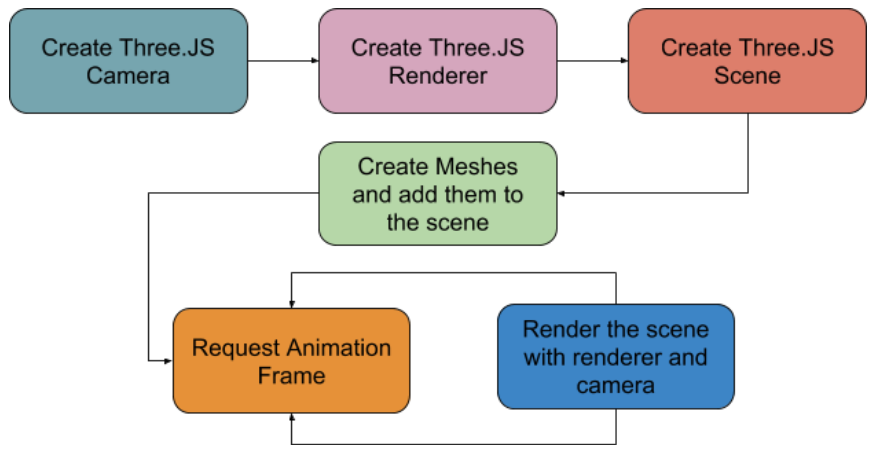 Create Three.JS
Camera
Create Three.JS
Renderer
Create Three.JS
Scene
Create Meshes
and add them to
the scene
Request Animation
Frame
Render the scene
with renderer and
camera